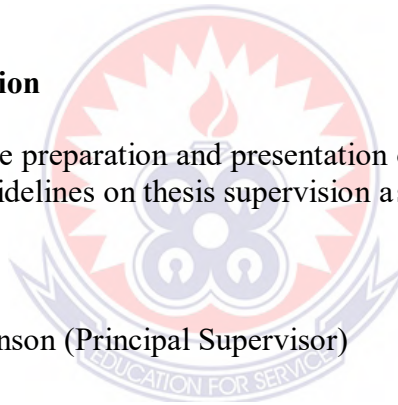 ion
e preparation and presentation
idelines on thesis supervision a
nson (Principal Supervisor)
EDUCATION FOR SERVICE